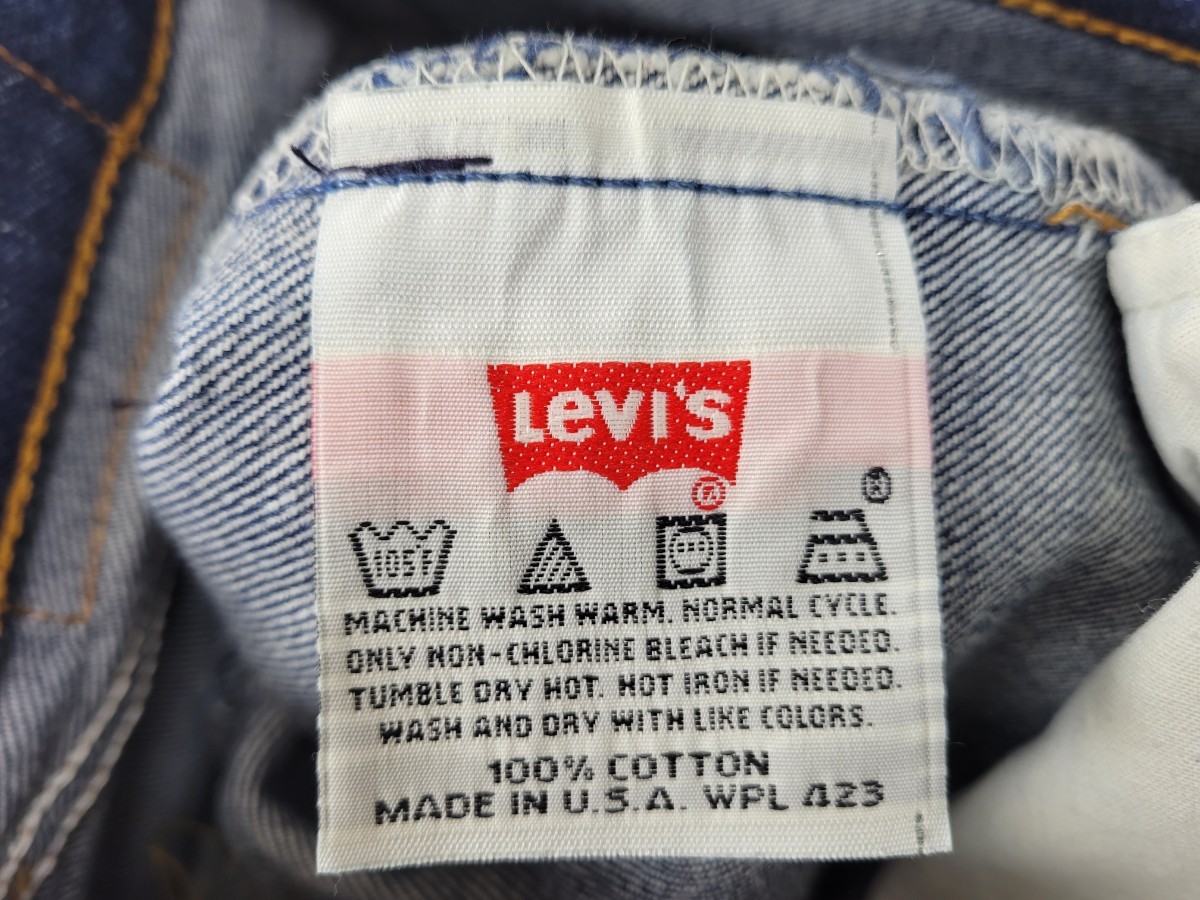 Levi's
®
®
105F
MACHINE WASH WARM. NORMAL CYCLE.
ONLY NON-CHLORINE BLEACH IF NEEDED.
TUMBLE DRY HOT. HOT IRON IF NEEDED.
WASH AND DRY WITH LIKE COLORS.
100% COTTON
MADE IN U.S.A. WPL 423